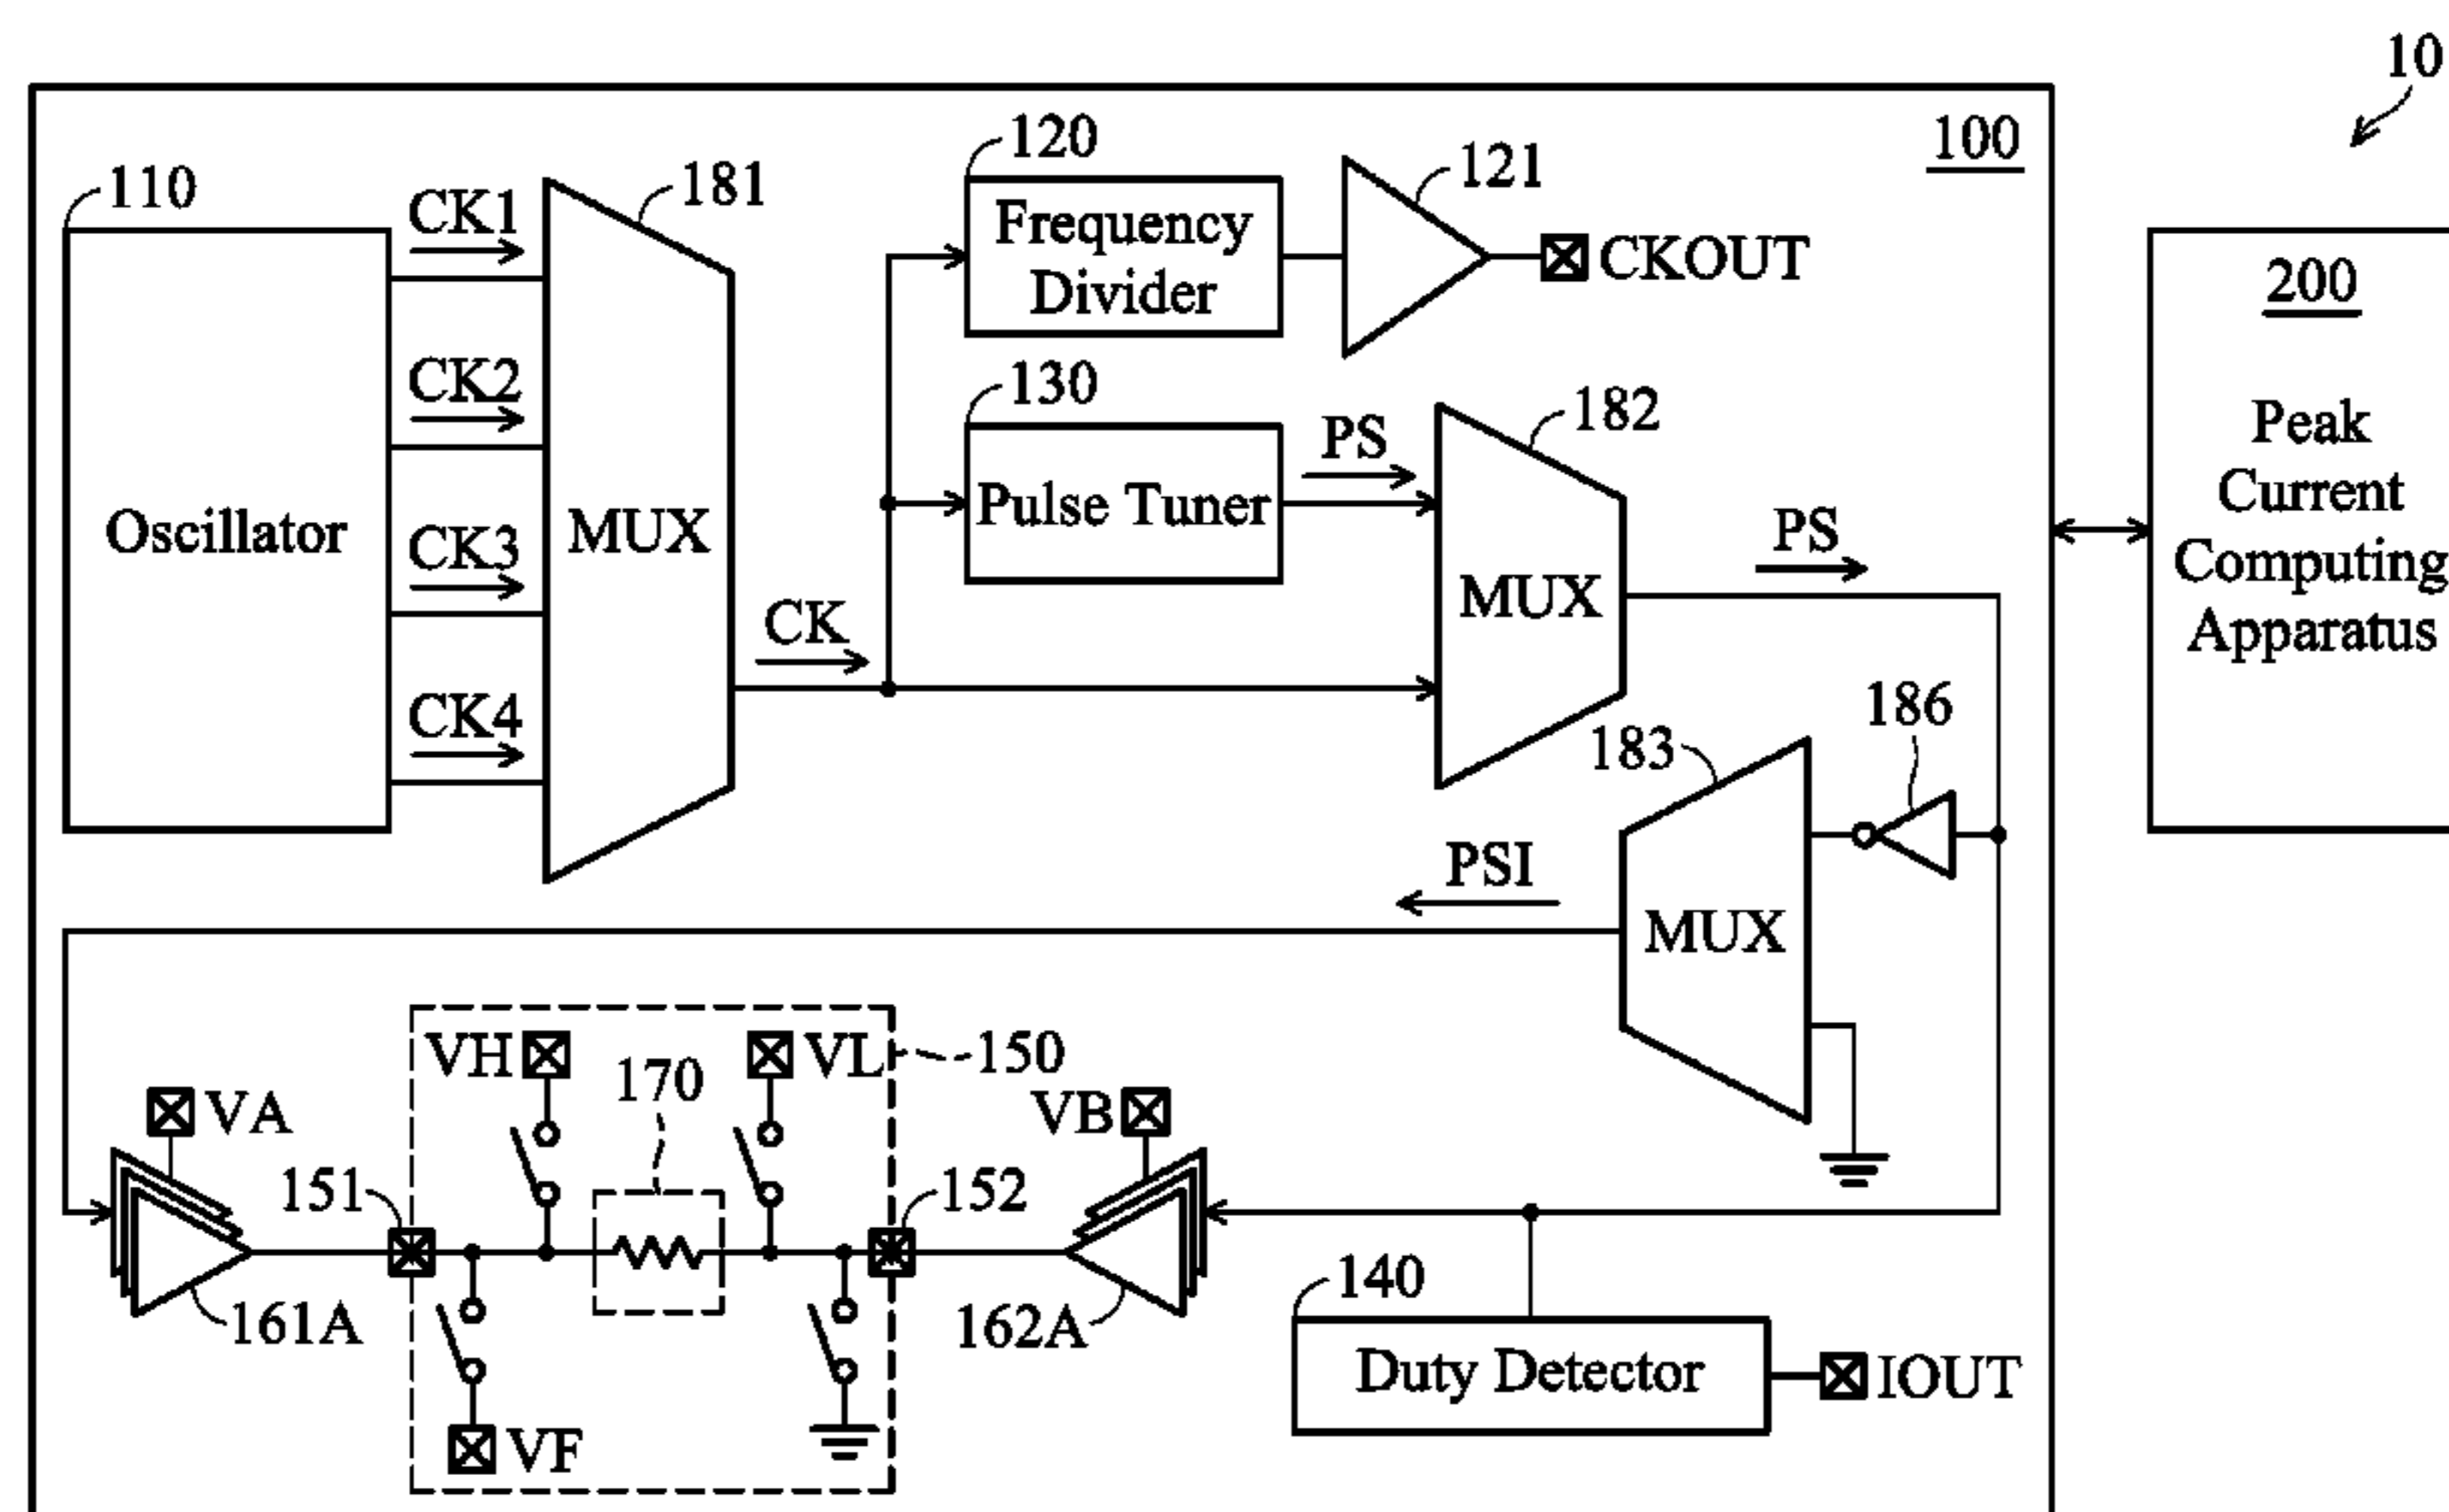 10
100
120
121
110
CK1
181
Frequency
Divider
CKOUT
200
Peak
Current
Computing
Apparatus
CK2
130
PS
182
Oscillator
CK3
MUX
Pulse Tuner
MUX
PS
CK
CK4
183
186
PSI
MUX
VH
VL
150
170
VA
VB
151
152
161A
162A
140
Duty Detector
IOUT
VF